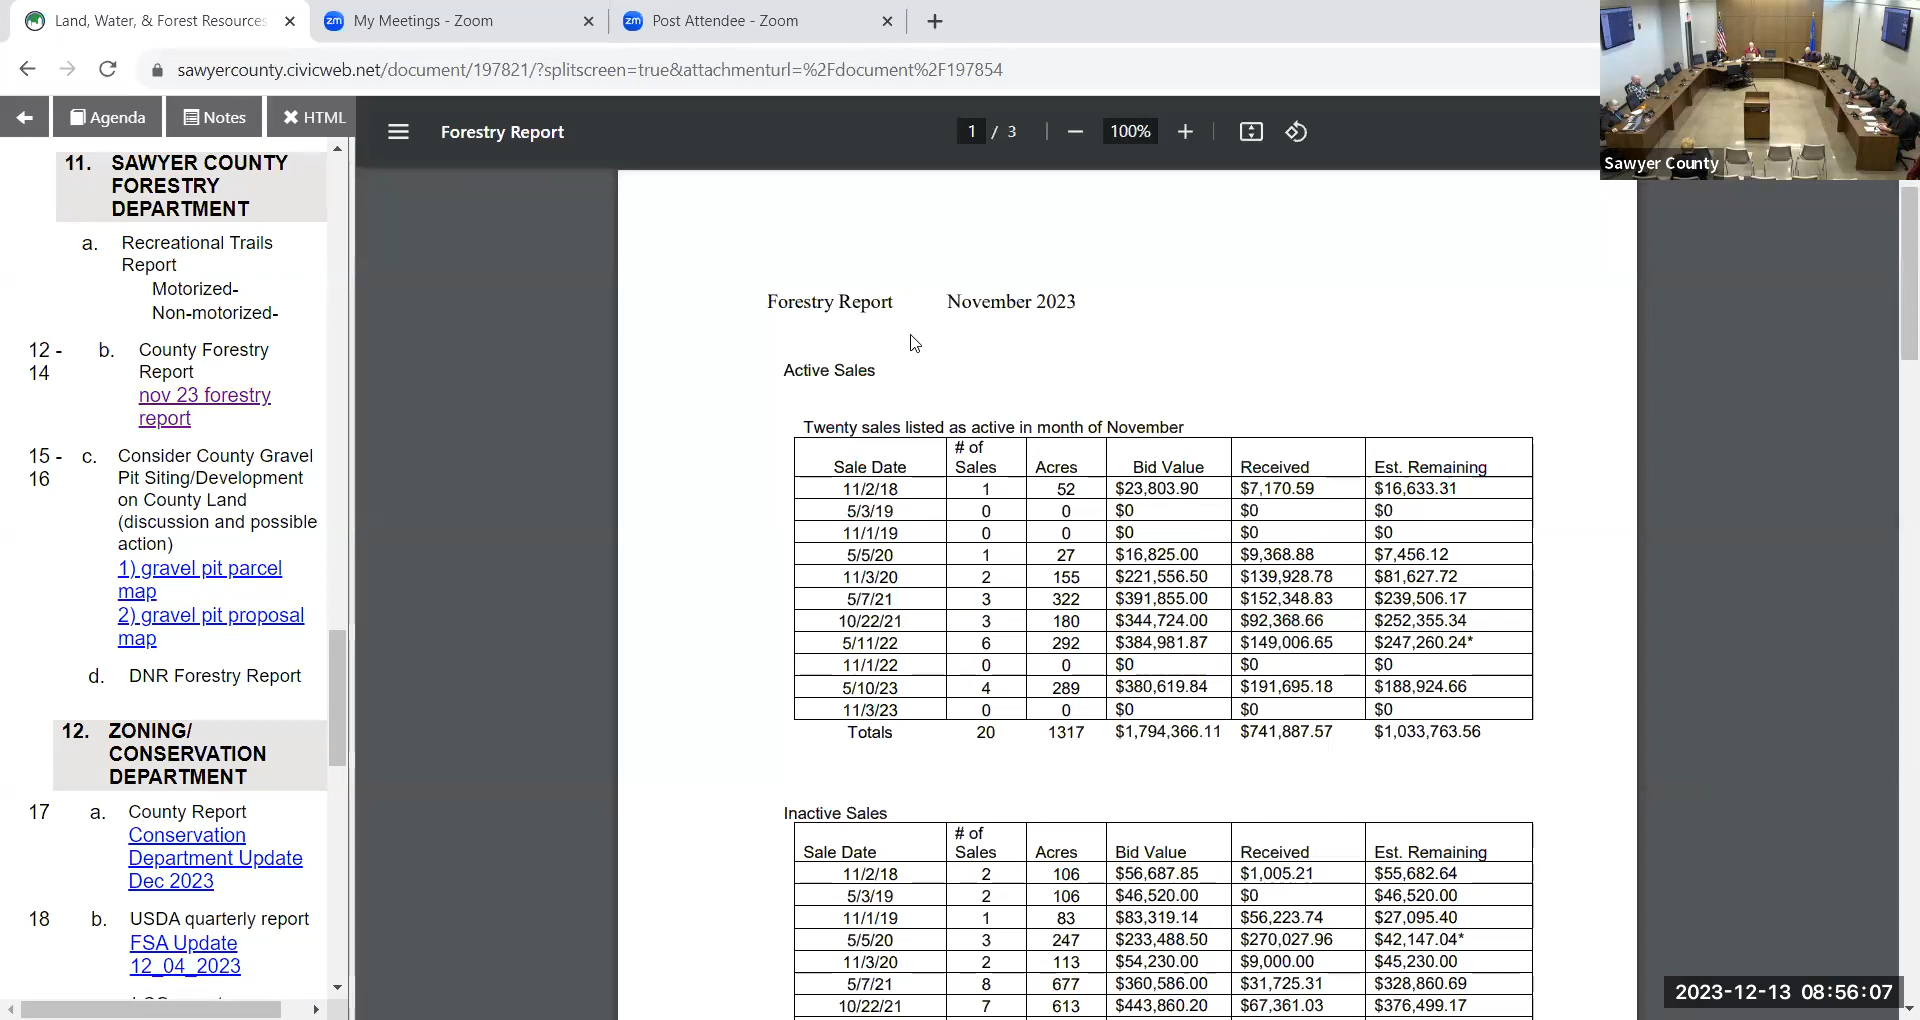 Land, Water, & Forest Resources
My Meetings - Zoom
Post Attendee - Zoom
sawyercounty.civicweb.net/document/197821/?splitscreen=true&attachmenturl=%2Fdocument%2F197854
Agenda
Notes
HTML
Forestry Report
1 / 3
100%
Sawyer County
11. SAWYER COUNTY
FORESTRY
DEPARTMENT
a. Recreational Trails
Report
Motorized-
Non-motorized-
12 - b. County Forestry
14 Report
nov 23 forestry
report
15 - c. Consider County Gravel
16 Pit Siting/Development
on County Land
(discussion and possible
action)
1) gravel pit parcel
map
2) gravel pit proposal
map
d. DNR Forestry Report
12. ZONING/
CONSERVATION
DEPARTMENT
17 a. County Report
Conservation
Department Update
Dec 2023
18 b. USDA quarterly report
FSA Update
12_04_2023
Forestry Report November 2023
Active Sales
Twenty sales listed as active in month of November
Sale Date # of Sales Acres Bid Value Received Est. Remaining
11/2/18 1 52 $23,803.90 $7,170.59 $16,633.31
5/3/19 0 0 $0 $0 $0
11/1/19 0 0 $0 $0 $0
5/5/20 1 27 $16,825.00 $9,368.88 $7,456.12
11/3/20 2 155 $221,556.50 $139,928.78 $81,627.72
5/7/21 3 322 $391,855.00 $152,348.83 $239,506.17
10/22/21 3 180 $344,724.00 $92,368.66 $252,355.34
5/11/22 6 292 $384,981.87 $149,006.65 $247,260.24*
11/1/22 0 0 $0 $0 $0
5/10/23 4 289 $380,619.84 $191,695.18 $188,924.66
11/3/23 0 0 $0 $0 $0
Totals 20 1317 $1,794,366.11 $741,887.57 $1,033,763.56
Inactive Sales
Sale Date # of Sales Acres Bid Value Received Est. Remaining
11/2/18 2 106 $56,687.85 $1,005.21 $55,682.64
5/3/19 2 106 $46,520.00 $0 $46,520.00
11/1/19 1 83 $83,319.14 $56,223.74 $27,095.40
5/5/20 3 247 $233,488.50 $270,027.96 $42,147.04*
11/3/20 2 113 $54,230.00 $9,000.00 $45,230.00
5/7/21 8 677 $360,586.00 $31,725.31 $328,860.69
10/22/21 7 613 $443,860.20 $67,361.03 $376,499.17
2023-12-13 08:56:07